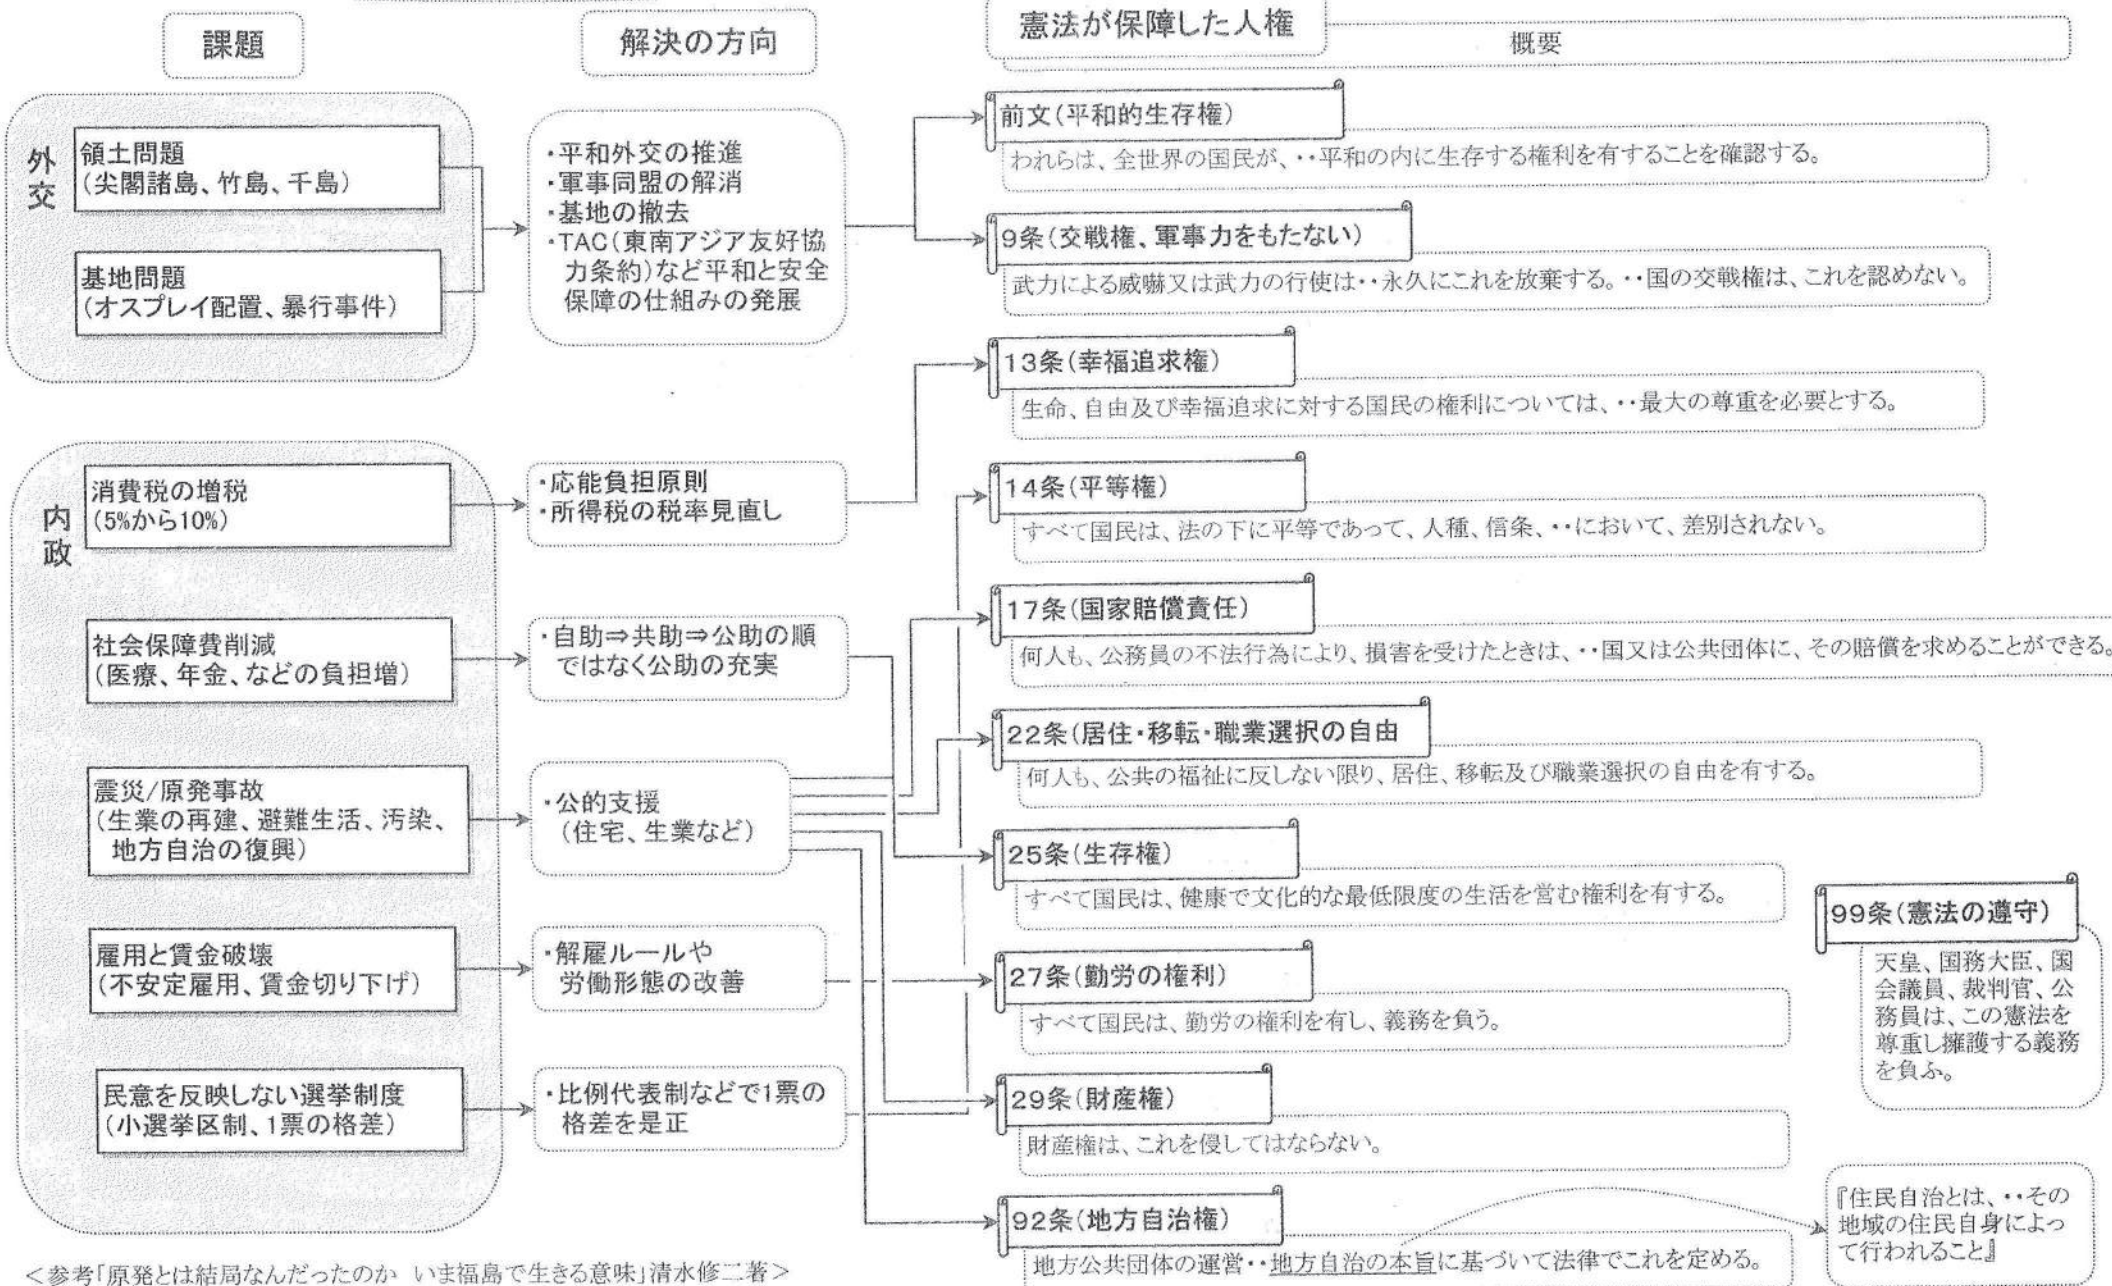 課題
解決の方向
憲法が保障した人権
概要
外交
領土問題
(尖閣諸島、竹島、千島)
基地問題
(オスプレイ配置、暴行事件)
・平和外交の推進
・軍事同盟の解消
・基地の撤去
・TAC(東南アジア友好協
力条約)など平和と安全
保障の仕組みの発展
前文(平和的生存権)
われらは、全世界の国民が、・・平和の内に生存する権利を有することを確認する。
9条(交戦権、軍事力をもたない)
武力による威嚇又は武力の行使は・・永久にこれを放棄する。・・国の交戦権は、これを認めない。
13条(幸福追求権)
生命、自由及び幸福追求に対する国民の権利については、・・最大の尊重を必要とする。
内政
消費税の増税
(5%から10%)
・応能負担原則
・所得税の税率見直し
14条(平等権)
すべて国民は、法の下に平等であって、人種、信条、・・において、差別されない。
社会保障費削減
(医療、年金、などの負担増)
・自助⇒共助⇒公助の順
ではなく公助の充実
17条(国家賠償責任)
何人も、公務員の不法行為により、損害を受けたときは、・・国又は公共団体に、その賠償を求めることができる。
22条(居住・移転・職業選択の自由
何人も、公共の福祉に反しない限り、居住、移転及び職業選択の自由を有する。
震災/原発事故
(生業の再建、避難生活、汚染、
地方自治の復興)
・公的支援
(住宅、生業など)
25条(生存権)
すべて国民は、健康で文化的な最低限度の生活を営む権利を有する。
雇用と賃金破壊
(不安定雇用、賃金切り下げ)
・解雇ルールや
労働形態の改善
27条(勤労の権利)
すべて国民は、勤労の権利を有し、義務を負う。
民意を反映しない選挙制度
(小選挙区制、1票の格差)
・比例代表制などで1票の
格差を是正
29条(財産権)
財産権は、これを侵してはならない。
92条(地方自治権)
地方公共団体の運営・・地方自治の本旨に基づいて法律でこれを定める。
99条(憲法の遵守)
天皇、国務大臣、国
会議員、裁判官、公
務員は、この憲法を
尊重し擁護する義務
を負ふ。
『住民自治とは、・・その
地域の住民自身によっ
て行われること』
<参考「原発とは結局なんだったのか いま福島で生きる意味」清水修二著>